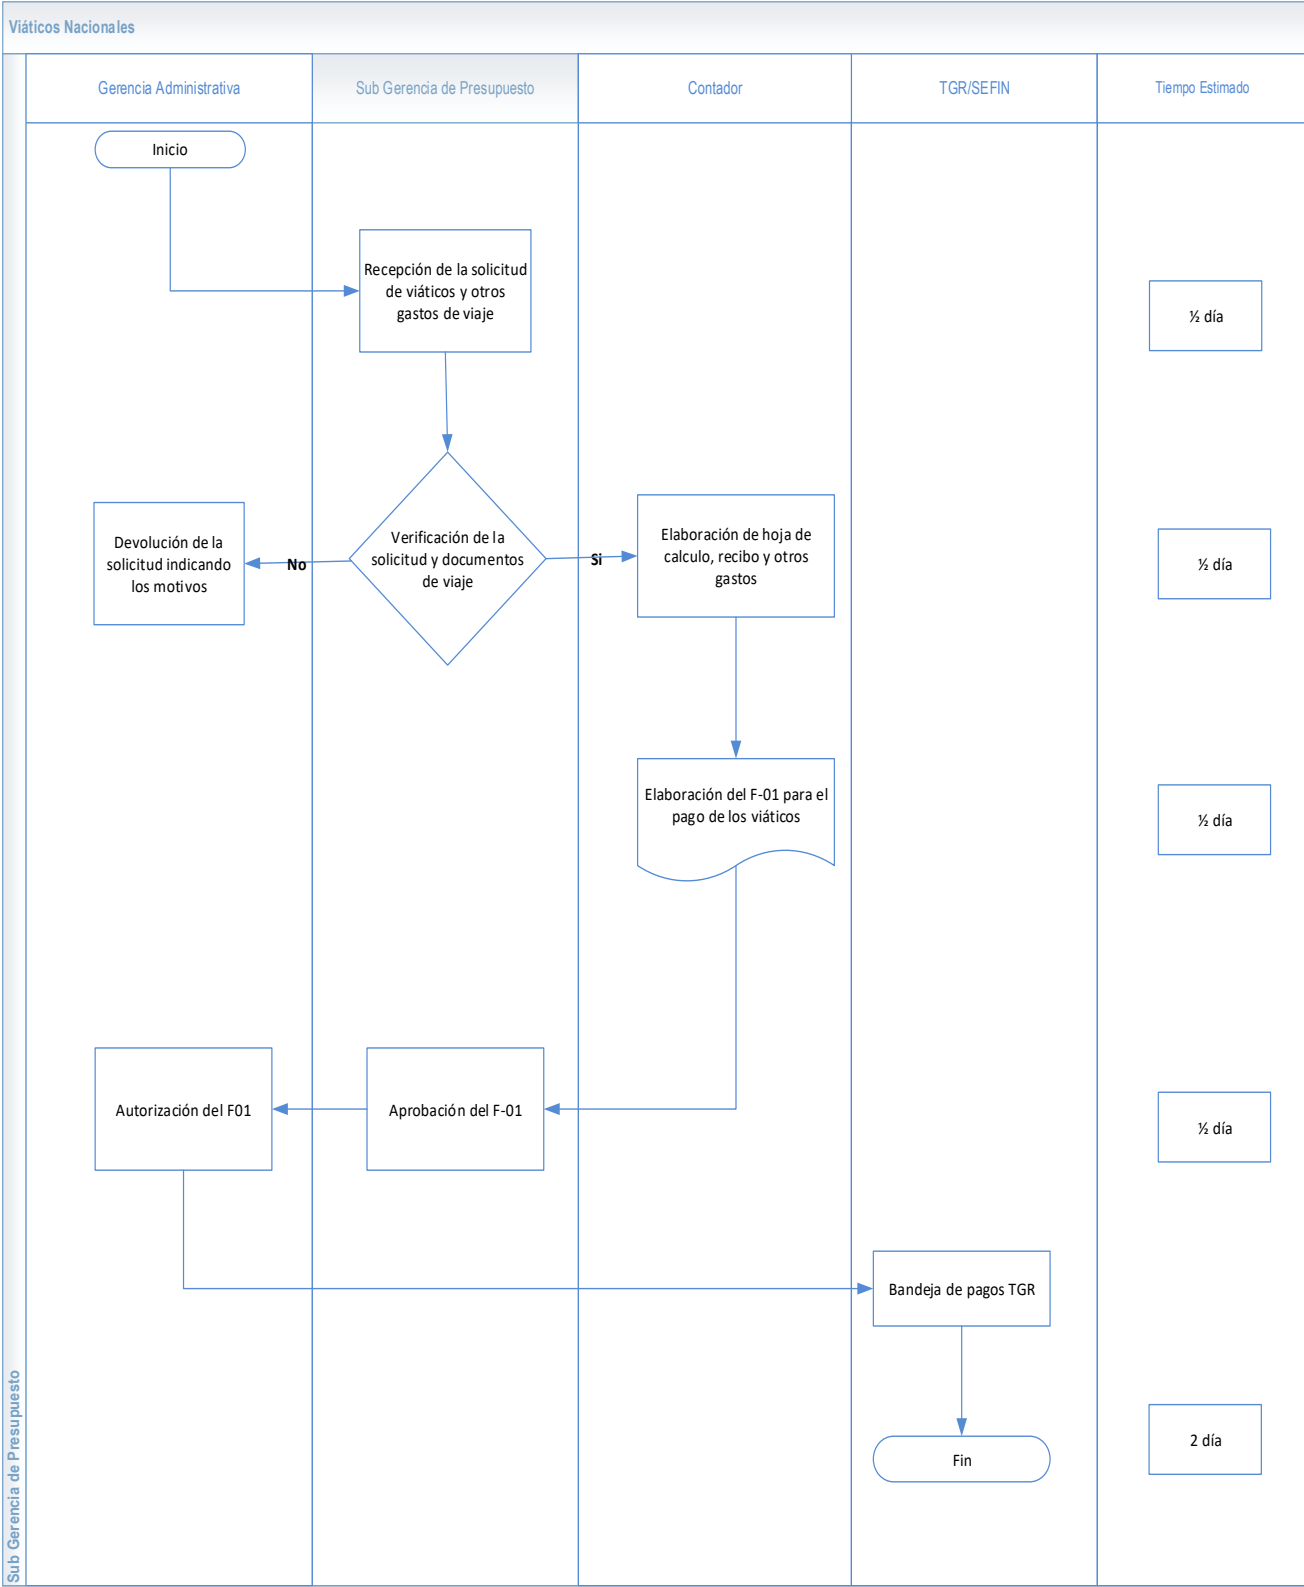 Viáticos Nacionales
Gerencia Administrativa
Sub Gerencia de Presupuesto
Contador
TGR/SEFIN
Tiempo Estimado
Inicio
Recepción de la solicitud
de viáticos y otros
gastos de viaje
½ día
Devolución de la
solicitud indicando
los motivos
No
Verificación de la
solicitud y documentos
de viaje
Si
Elaboración de hoja de
calculo, recibo y otros
gastos
½ día
Elaboración del F-01 para el
pago de los viáticos
½ día
Autorización del F01
Aprobación del F-01
½ día
Bandeja de pagos TGR
Fin
2 día
Sub Gerencia de Presupuesto